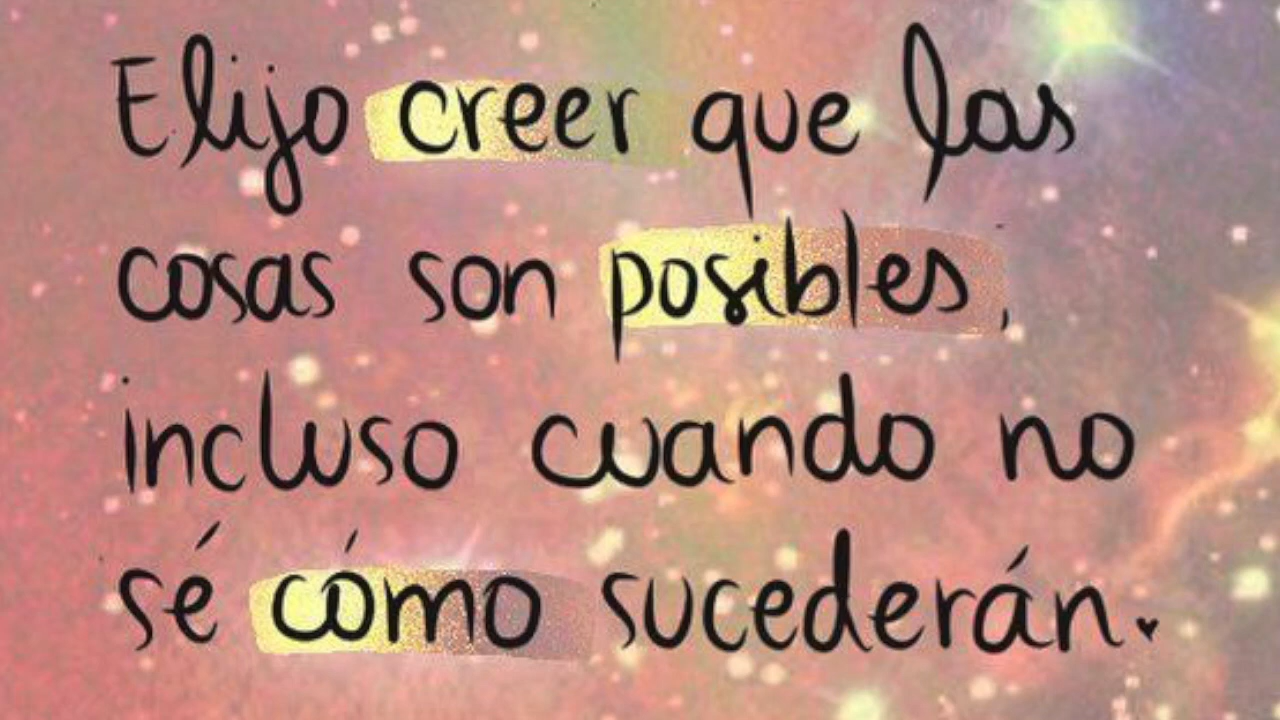 Elijo creer que las
cosas son posibles,
incluso cuando no
sé cómo sucederán.